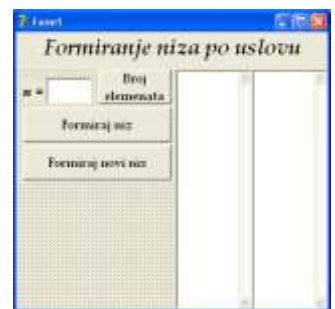 Form1
Formiranje niza po uslovu
n =
Broj
elemenata
Formiraj niz
Formiraj novi niz